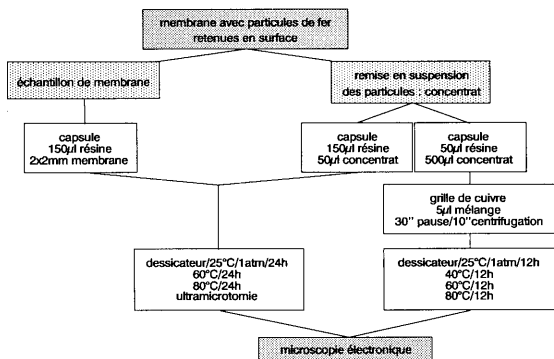 membrane avec particules de fer
retenues en surface
échantillon de membrane
remise en suspension
des particules : concentrat
capsule
150µl résine
2x2mm membrane
capsule
150µl résine
50µl concentrat
capsule
50µl résine
500µl concentrat
grille de cuivre
5µl mélange
30" pause/10"centrifugation
dessicateur/25°C/1atm/24h
60°C/24h
80°C/24h
ultramicrotomie
dessicateur/25°C/1atm/12h
40°C/12h
60°C/12h
80°C/12h
microscopie électronique